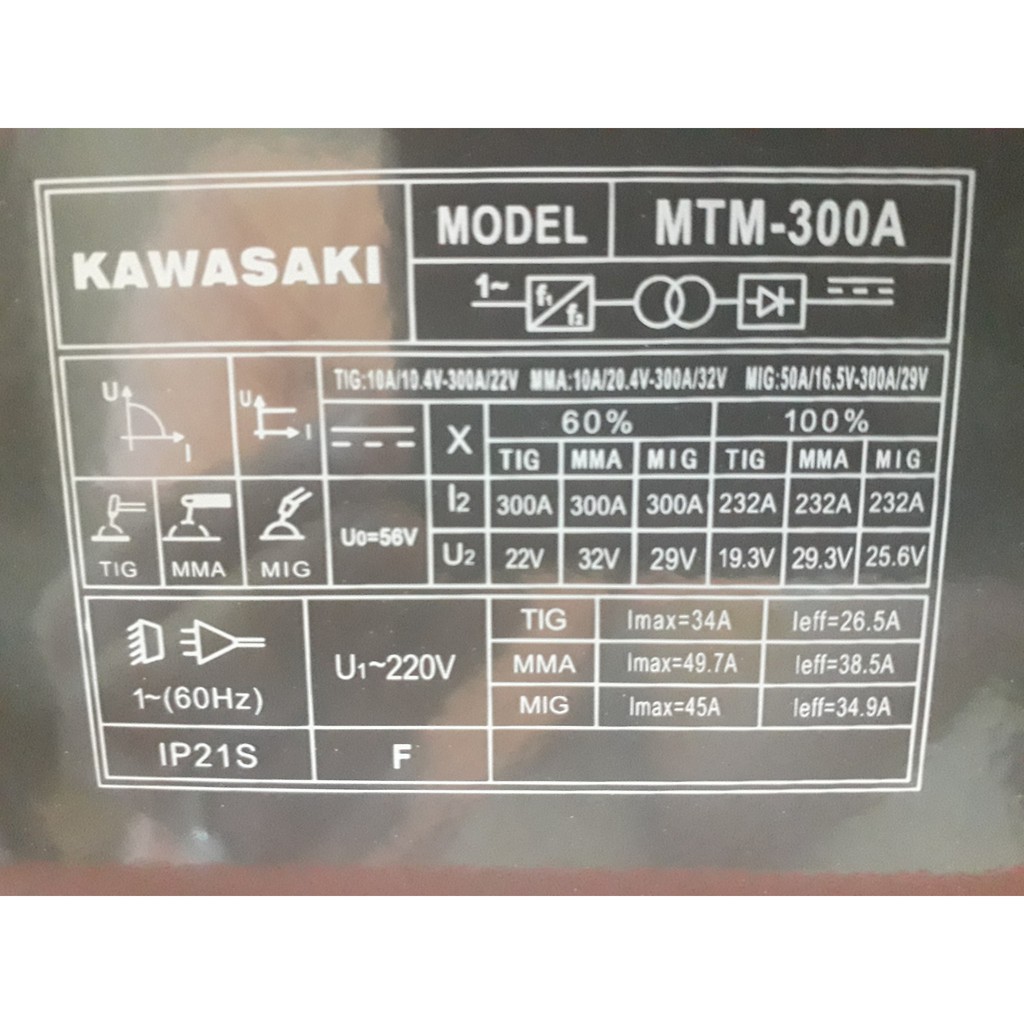 KAWASAKI
MODEL MTM-300A
1~ f₁ f₂
U I
U I
TIG:10A/10.4V-300A/22V MMA:10A/20.4V-300A/32V MIG:50A/16.5V-300A/29V
X 60% 100%
TIG MMA MIG TIG MMA MIG
I₂ 300A 300A 300A 232A 232A 232A
U₀=56V
U₂ 22V 32V 29V 19.3V 29.3V 25.6V
TIG MMA MIG
1~(60Hz)
U₁~220V
TIG Imax=34A Ieff=26.5A
MMA Imax=49.7A Ieff=38.5A
MIG Imax=45A Ieff=34.9A
IP21S F